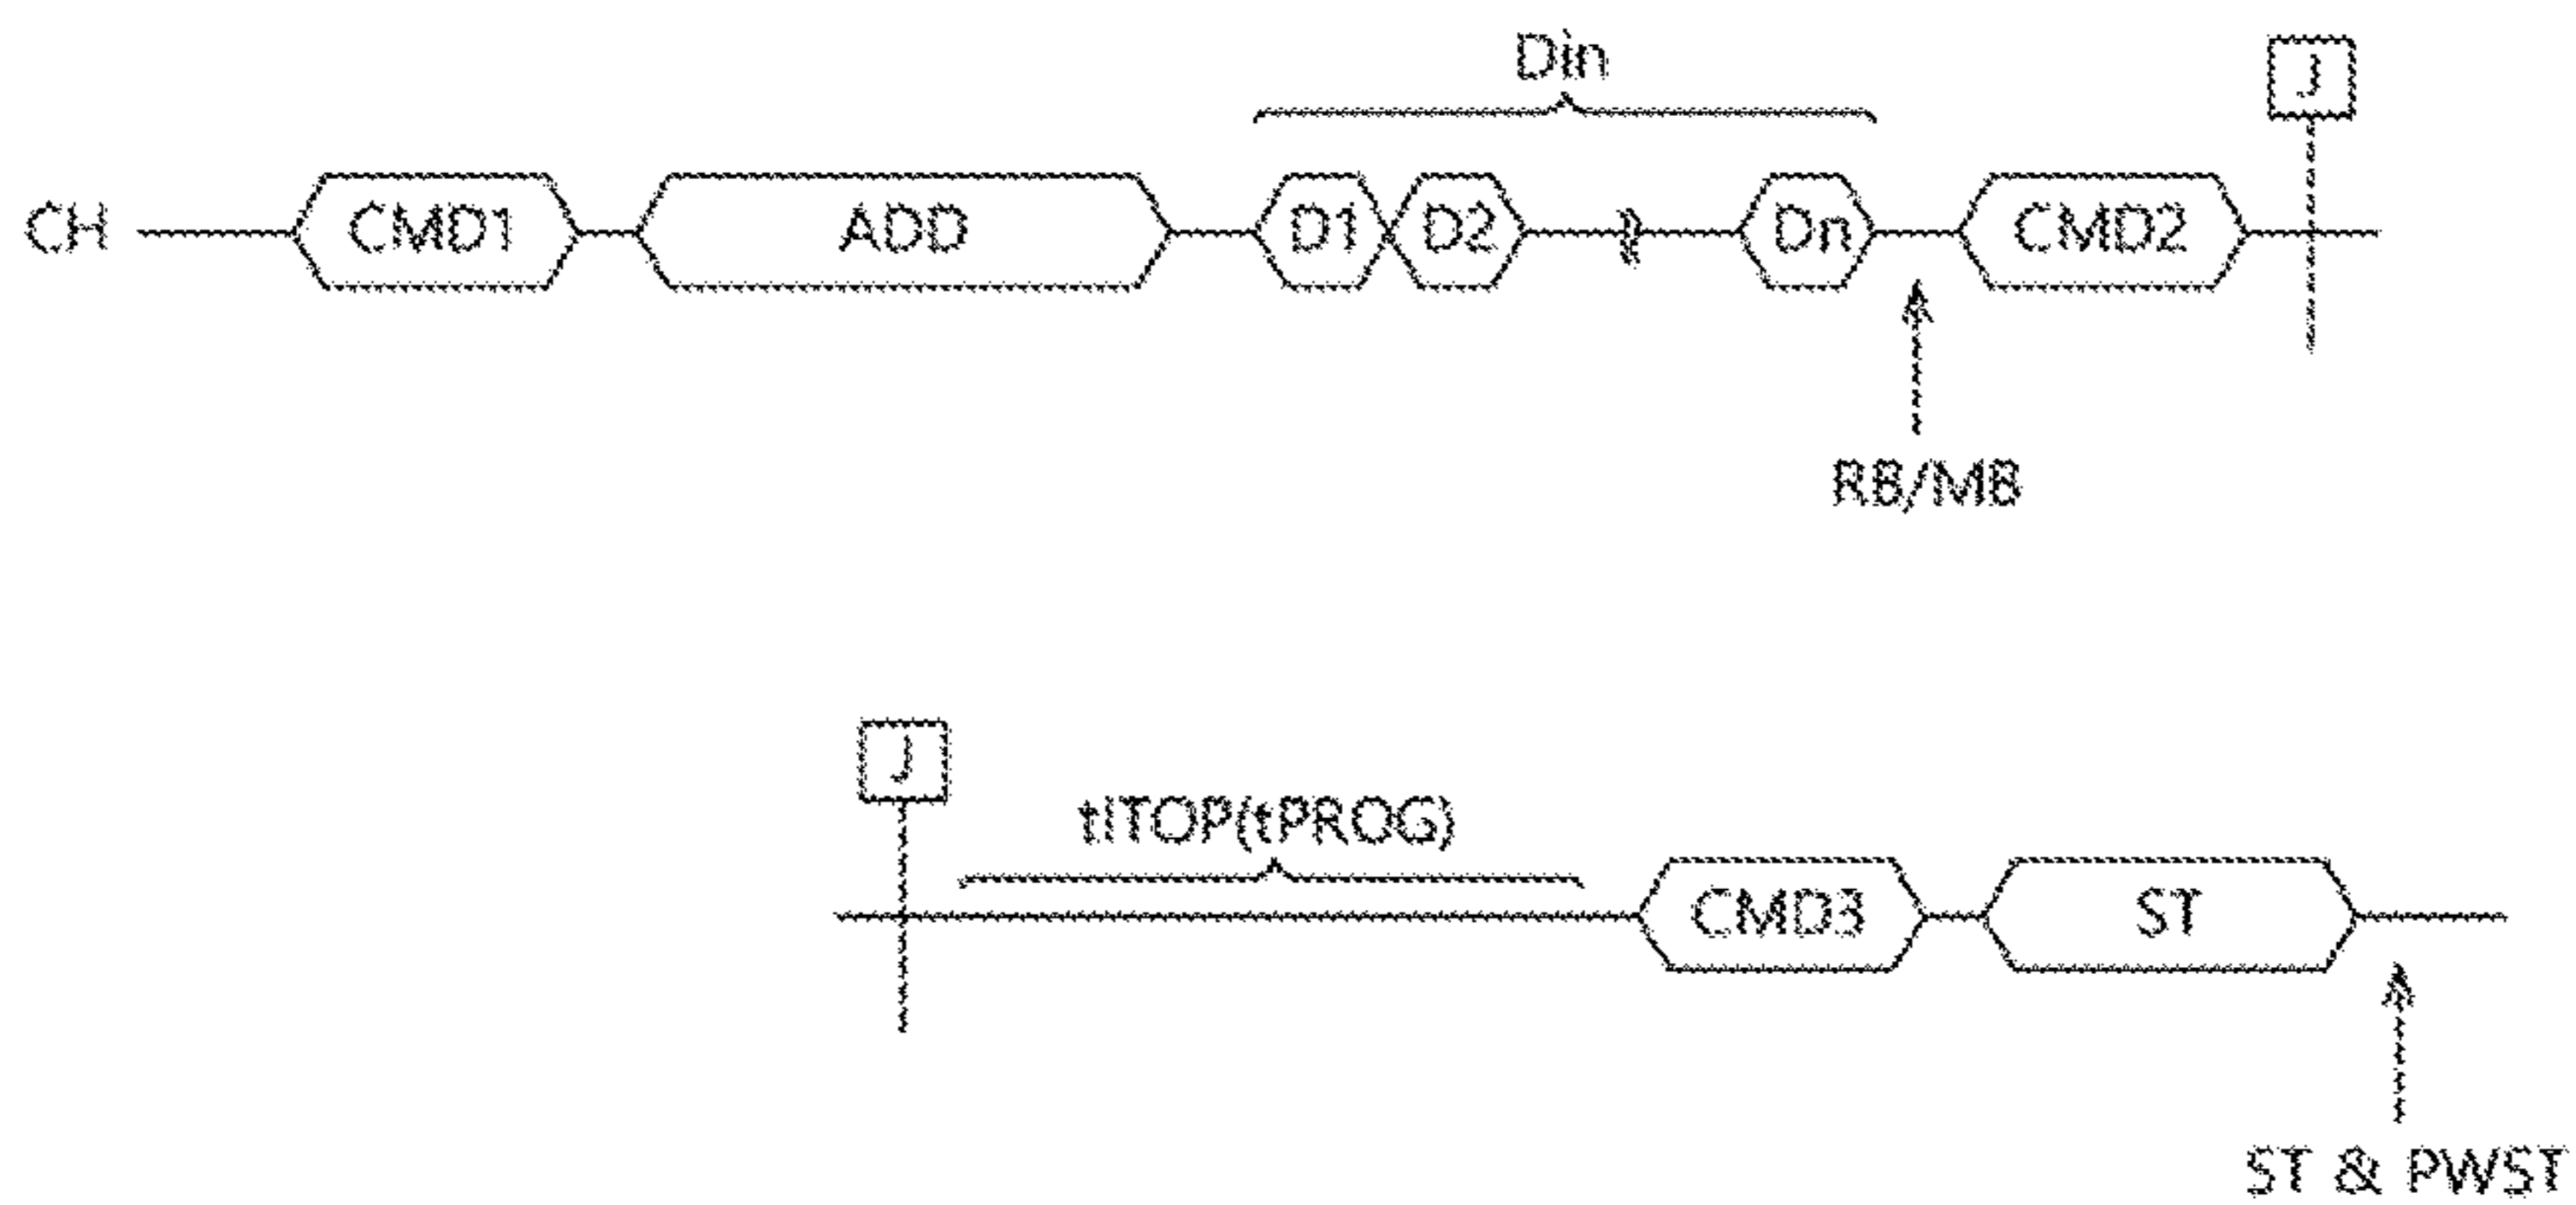 Din
J
CH CMD1 ADD D1 D2 Dn CMD2
RB/MB
J
tITOP(tPROG)
CMD3 ST
ST & PWST